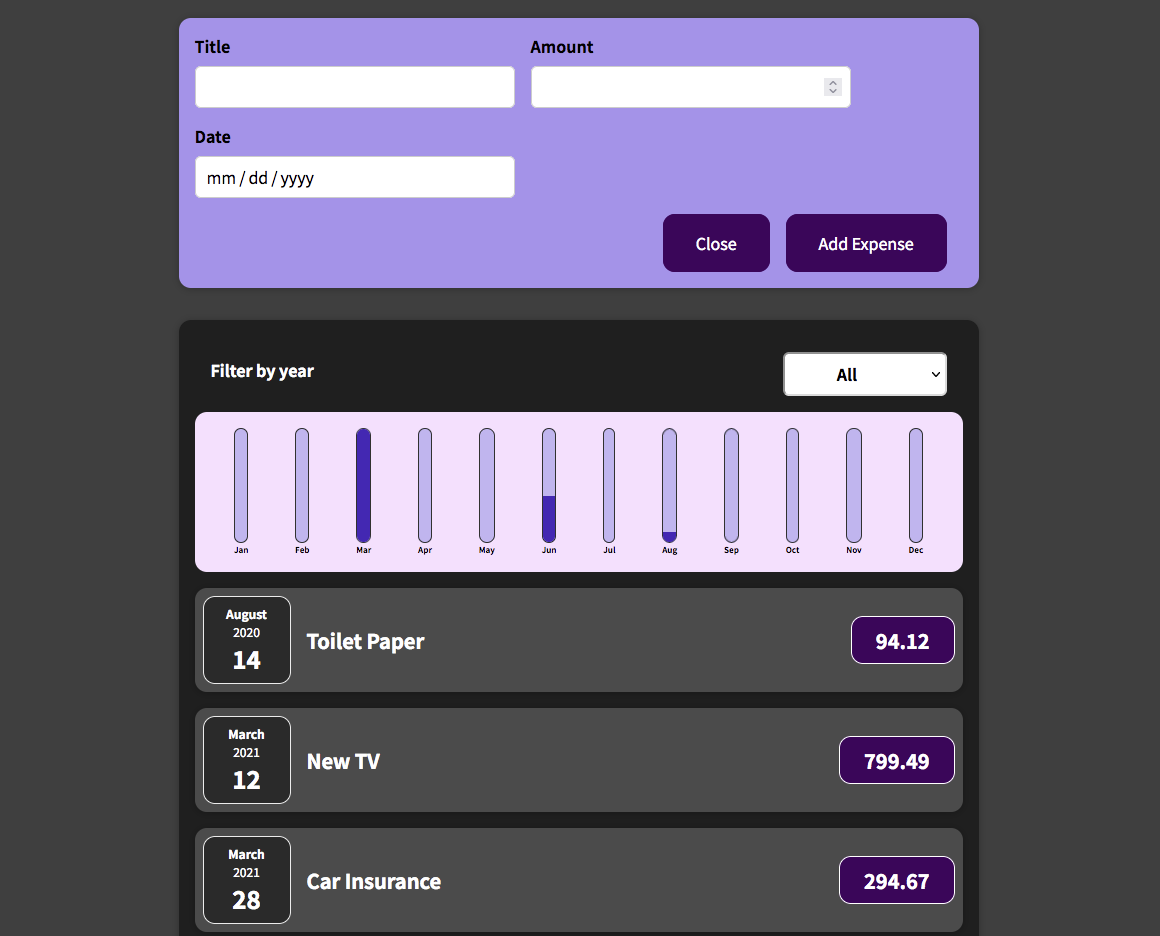 Title Amount
Date
mm / dd / yyyy
Close Add Expense
Filter by year All
Jan Feb Mar Apr May Jun Jul Aug Sep Oct Nov Dec
August
2020
14
Toilet Paper
94.12
March
2021
12
New TV
799.49
March
2021
28
Car Insurance
294.67